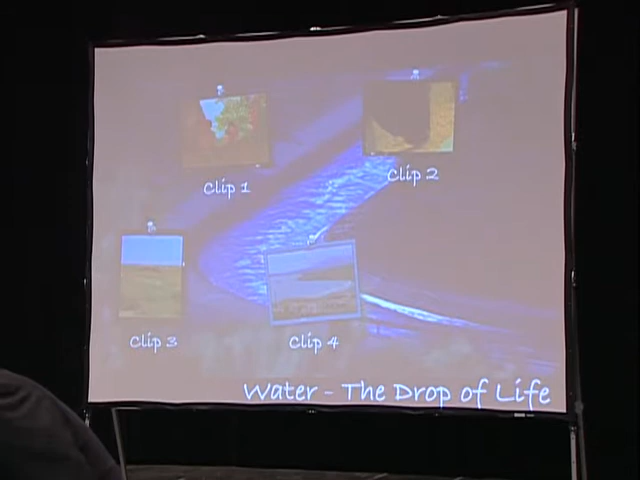 Clip 1
Clip 2
Clip 3
Clip 4
Water - The Drop of Life